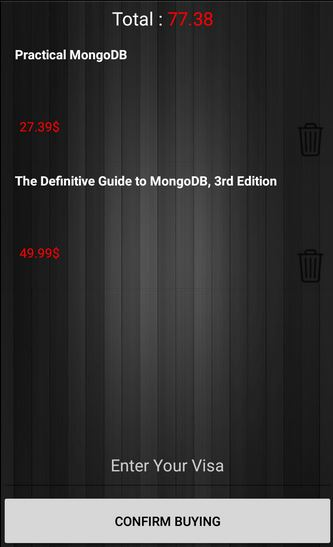 Total : 77.38
Practical MongoDB
27.39$
The Definitive Guide to MongoDB, 3rd Edition
49.99$
Enter Your Visa
CONFIRM BUYING